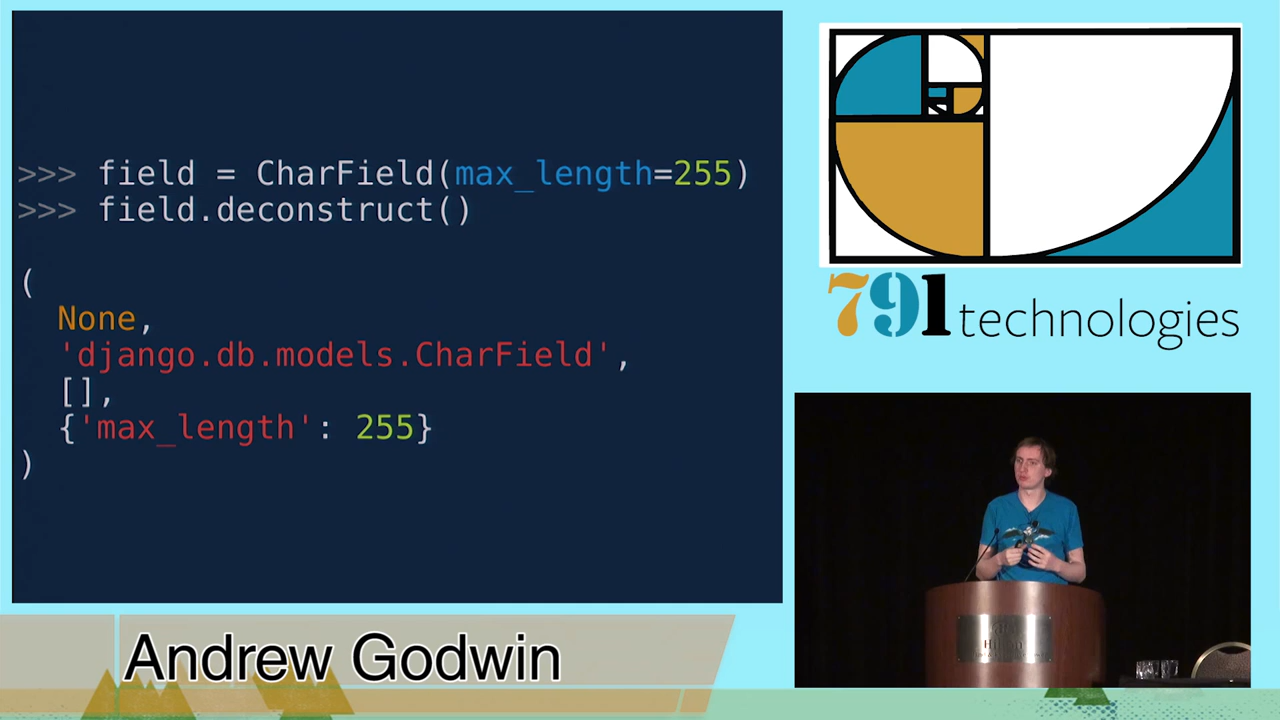 >>> field = CharField(max_length=255)
>>> field.deconstruct()
(
None,
'django.db.models.CharField',
[],
{'max_length': 255}
)
791 technologies
Andrew Godwin